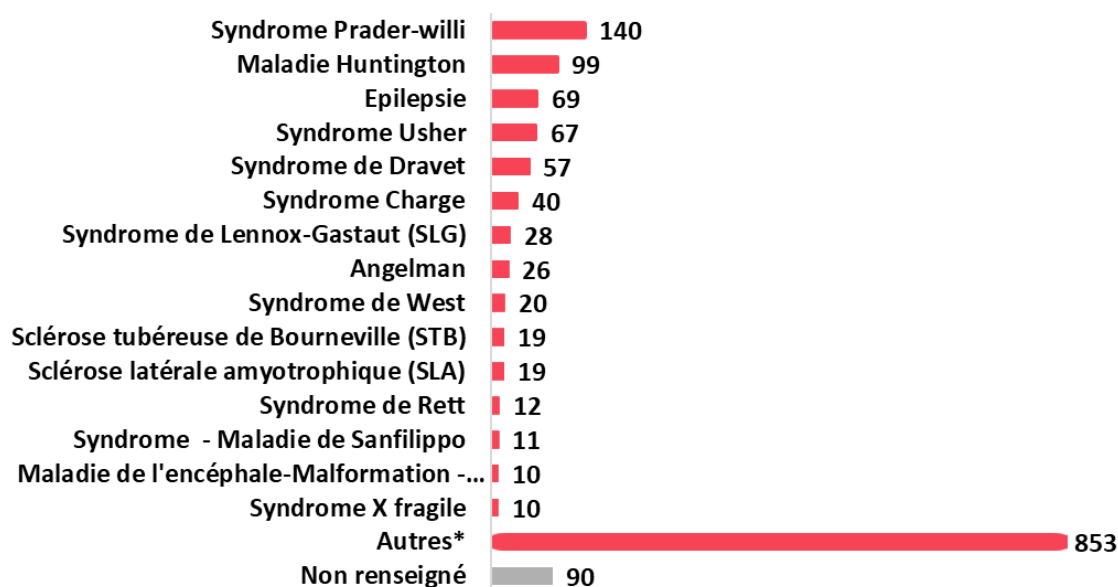 Syndrome Prader-willi 140
Maladie Huntington 99
Epilepsie 69
Syndrome Usher 67
Syndrome de Dravet 57
Syndrome Charge 40
Syndrome de Lennox-Gastaut (SLG) 28
Angelman 26
Syndrome de West 20
Sclérose tubéreuse de Bourneville (STB) 19
Sclérose latérale amyotrophique (SLA) 19
Syndrome de Rett 12
Syndrome - Maladie de Sanfilippo 11
Maladie de l'encéphale-Malformation -... 10
Syndrome X fragile 10
Autres* 853
Non renseigné 90